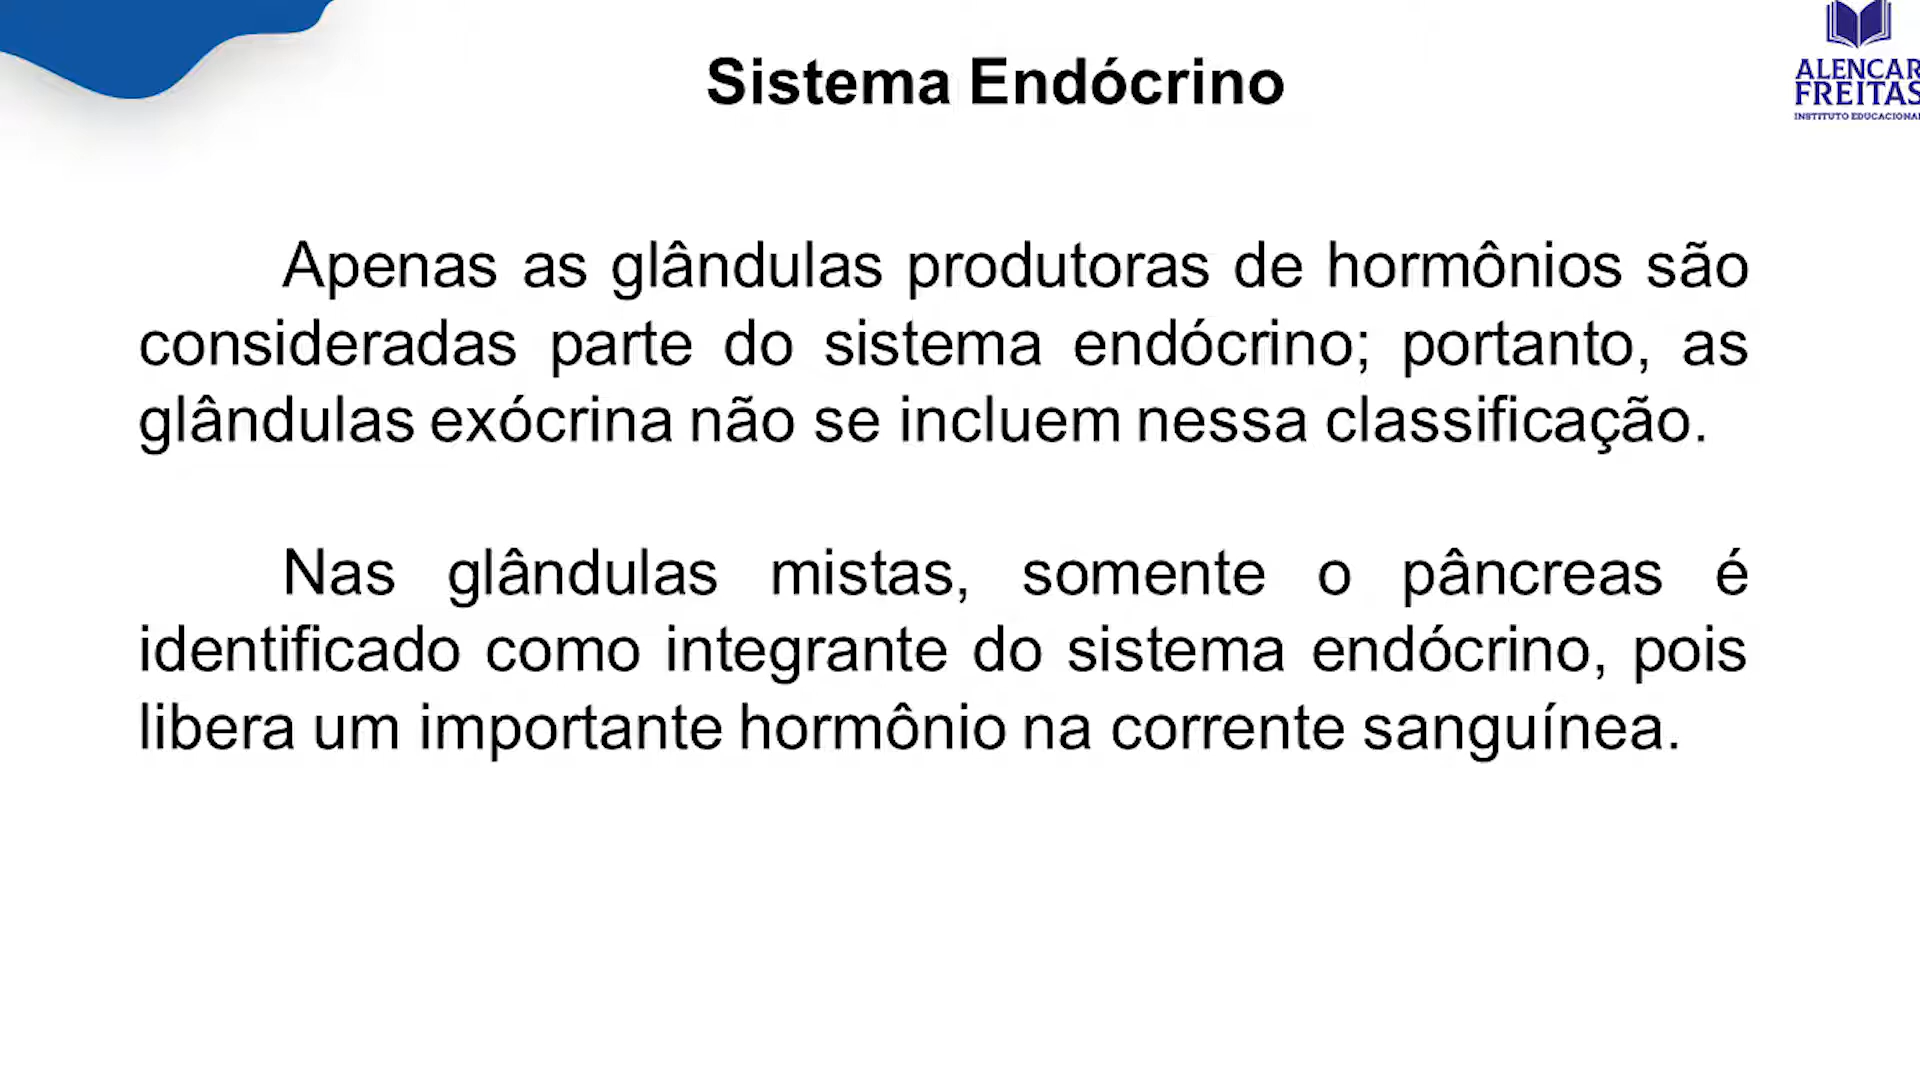 Sistema Endócrino
ALENCAR
FREITAS
INSTITUTO EDUCACIONAL
Apenas as glândulas produtoras de hormônios são
consideradas parte do sistema endócrino; portanto, as
glândulas exócrina não se incluem nessa classificação.
Nas glândulas mistas, somente o pâncreas é
identificado como integrante do sistema endócrino, pois
libera um importante hormônio na corrente sanguínea.